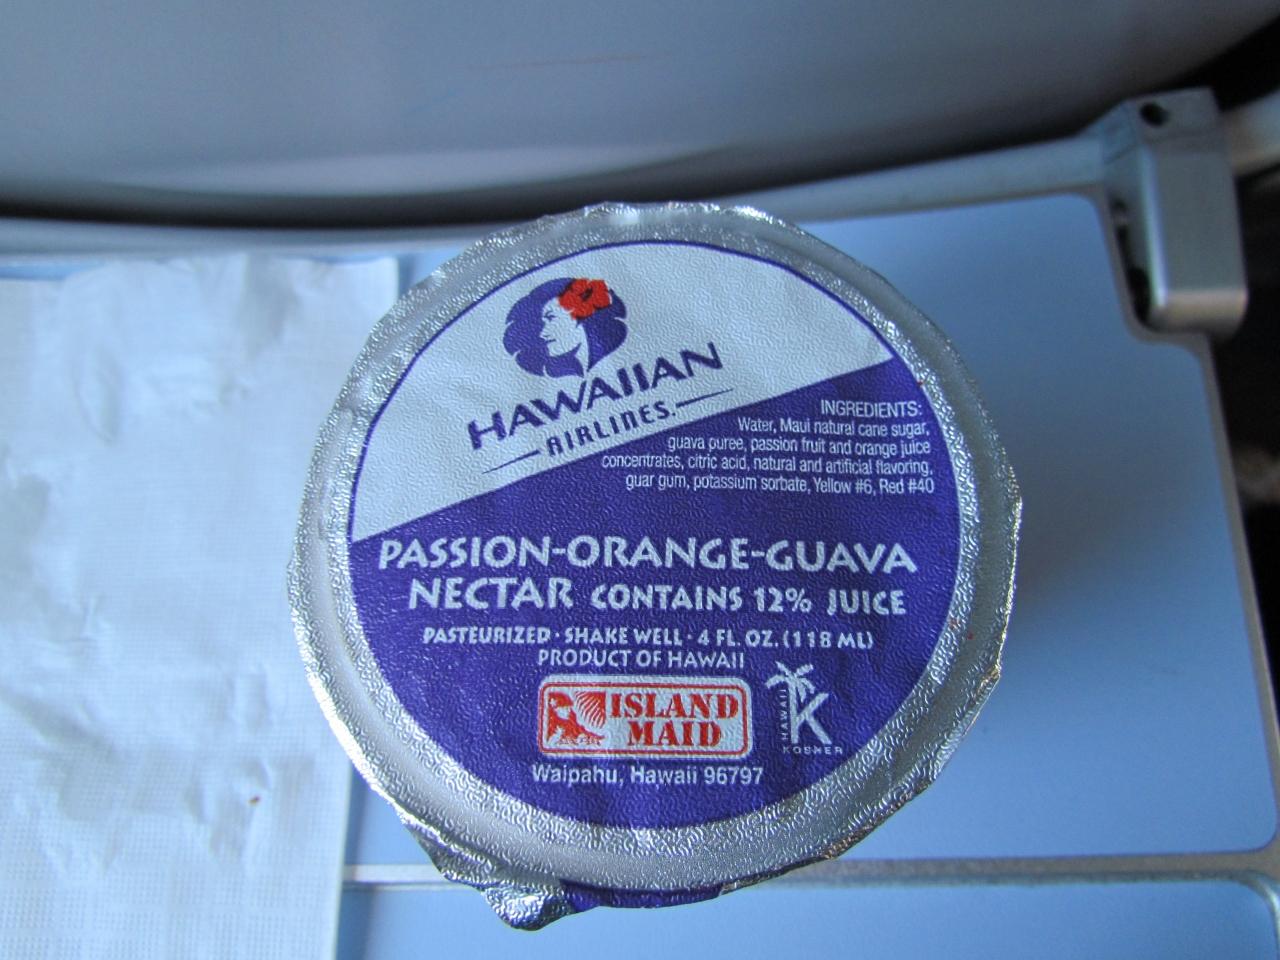 HAWAIIAN
AIRLINES.
INGREDIENTS:
Water, Maui natural cane sugar,
guava puree, passion fruit and orange juice
concentrates, citric acid, natural and artificial flavoring,
guar gum, potassium sorbate, Yellow #6, Red #40
PASSION-ORANGE-GUAVA
NECTAR CONTAINS 12% JUICE
PASTEURIZED · SHAKE WELL · 4 FL. OZ. (118 ML)
PRODUCT OF HAWAII
ISLAND
MAID
HAWAII
K
KOSHER
Waipahu, Hawaii 96797